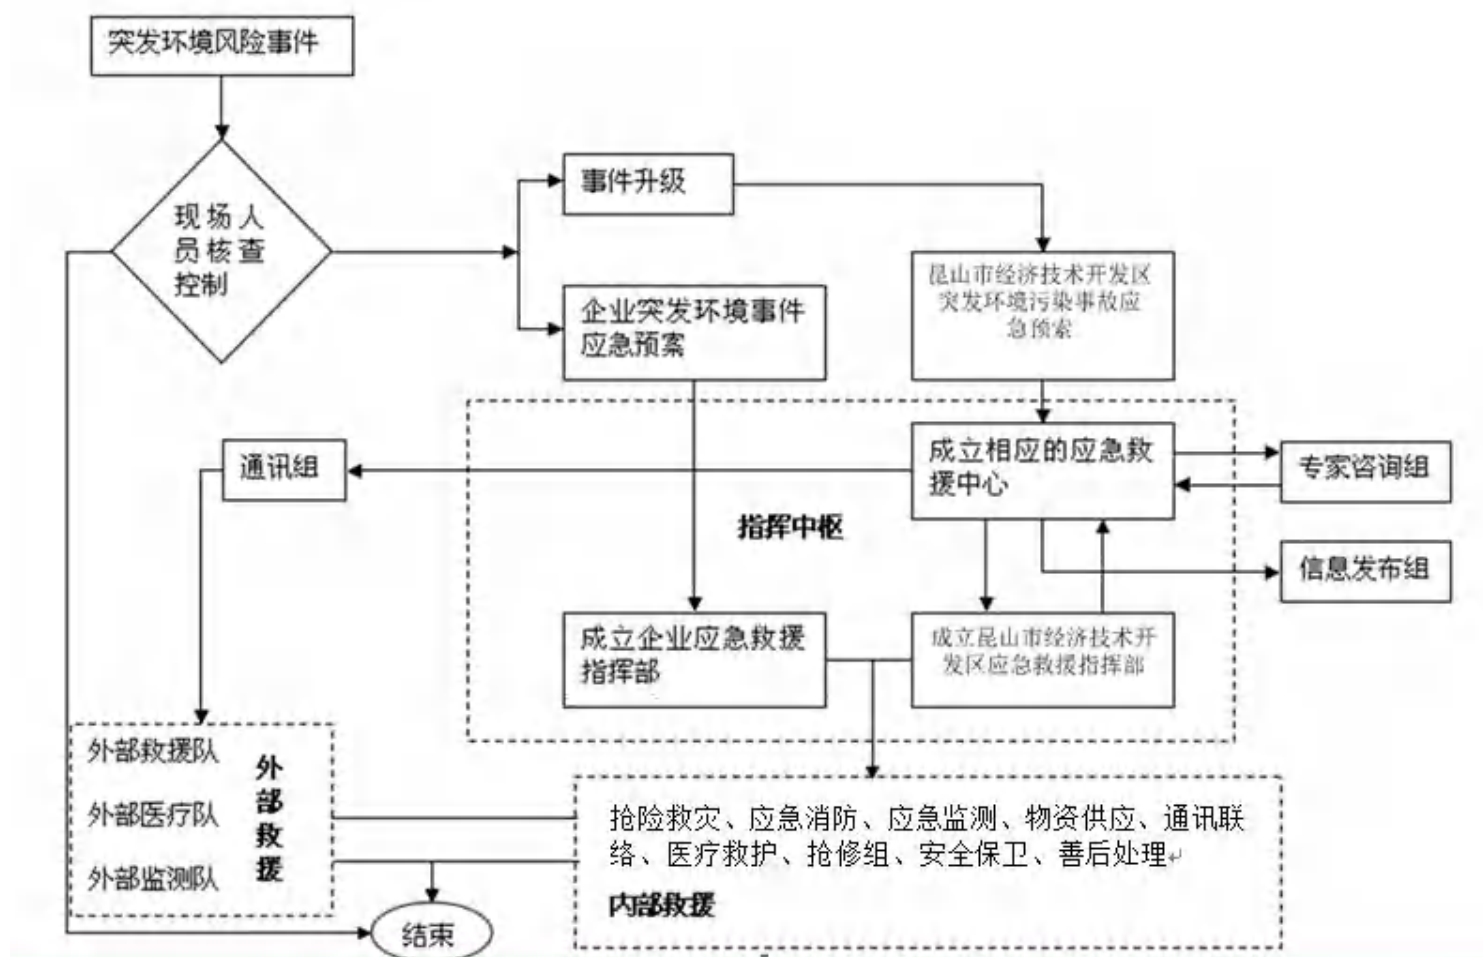 突发环境风险事件
现场人
员核查
控制
事件升级
企业突发环境事件
应急预案
昆山市经济技术开发区
突发环境污染事故应
急预索
通讯组
成立相应的应急救
援中心
专家咨询组
指挥中枢
信息发布组
成立企业应急救援
指挥部
成立昆山市经济技术开
发区应急救援指挥部
外部救援队
外部医疗队
外部监测队
外
部
救
援
抢险救灾、应急消防、应急监测、物资供应、通讯联
络、医疗救护、抢修组、安全保卫、善后处理
内部救援
结束